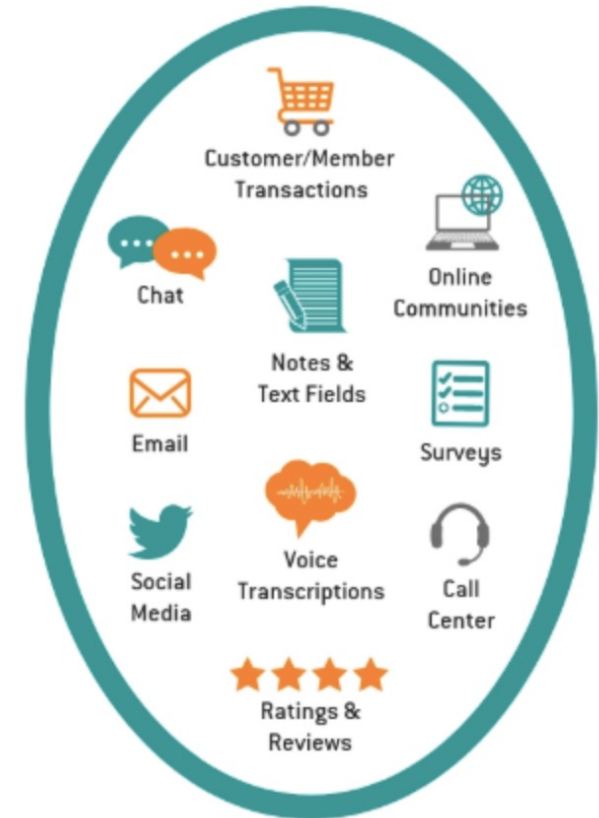 Customer/Member
Transactions
Chat
Online
Communities
Notes &
Text Fields
Email
Surveys
Voice
Transcriptions
Social
Media
Call
Center
Ratings &
Reviews